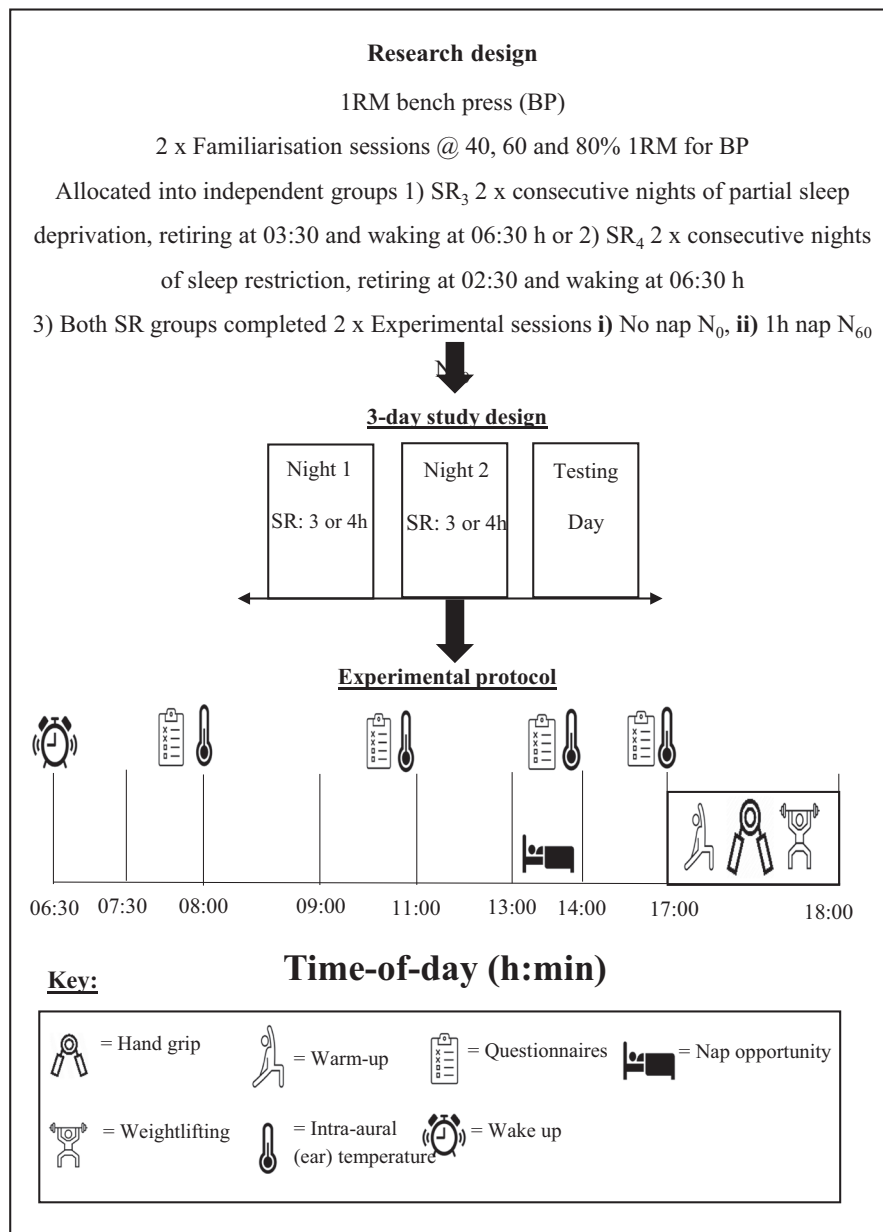 Research design
1RM bench press (BP)
2 x Familiarisation sessions @ 40, 60 and 80% 1RM for BP
Allocated into independent groups 1) SR₃ 2 x consecutive nights of partial sleep
deprivation, retiring at 03:30 and waking at 06:30 h or 2) SR₄ 2 x consecutive nights
of sleep restriction, retiring at 02:30 and waking at 06:30 h
3) Both SR groups completed 2 x Experimental sessions i) No nap N₀, ii) 1h nap N₆₀
3-day study design
Night 1
SR: 3 or 4h
Night 2
SR: 3 or 4h
Testing
Day
Experimental protocol
06:30 07:30 08:00 09:00 11:00 13:00 14:00 17:00 18:00
Time-of-day (h:min)
Key:
= Hand grip
= Warm-up
= Questionnaires
= Nap opportunity
= Weightlifting
= Intra-aural
(ear) temperature
= Wake up